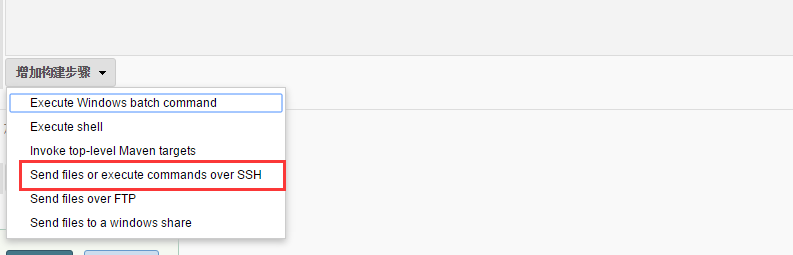 增加构建步骤
Execute Windows batch command
Execute shell
Invoke top-level Maven targets
Send files or execute commands over SSH
Send files over FTP
Send files to a windows share